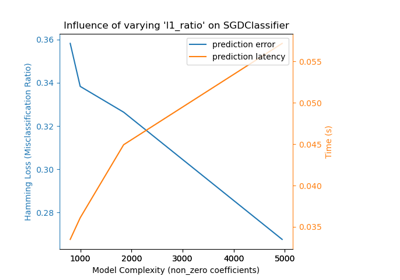 Influence of varying 'l1_ratio' on SGDClassifier
prediction error
prediction latency
Hamming Loss (Misclassification Ratio)
0.36
0.34
0.32
0.30
0.28
0.055
0.050
0.045
0.040
0.035
Time (s)
1000 2000 3000 4000 5000
Model Complexity (non_zero coefficients)